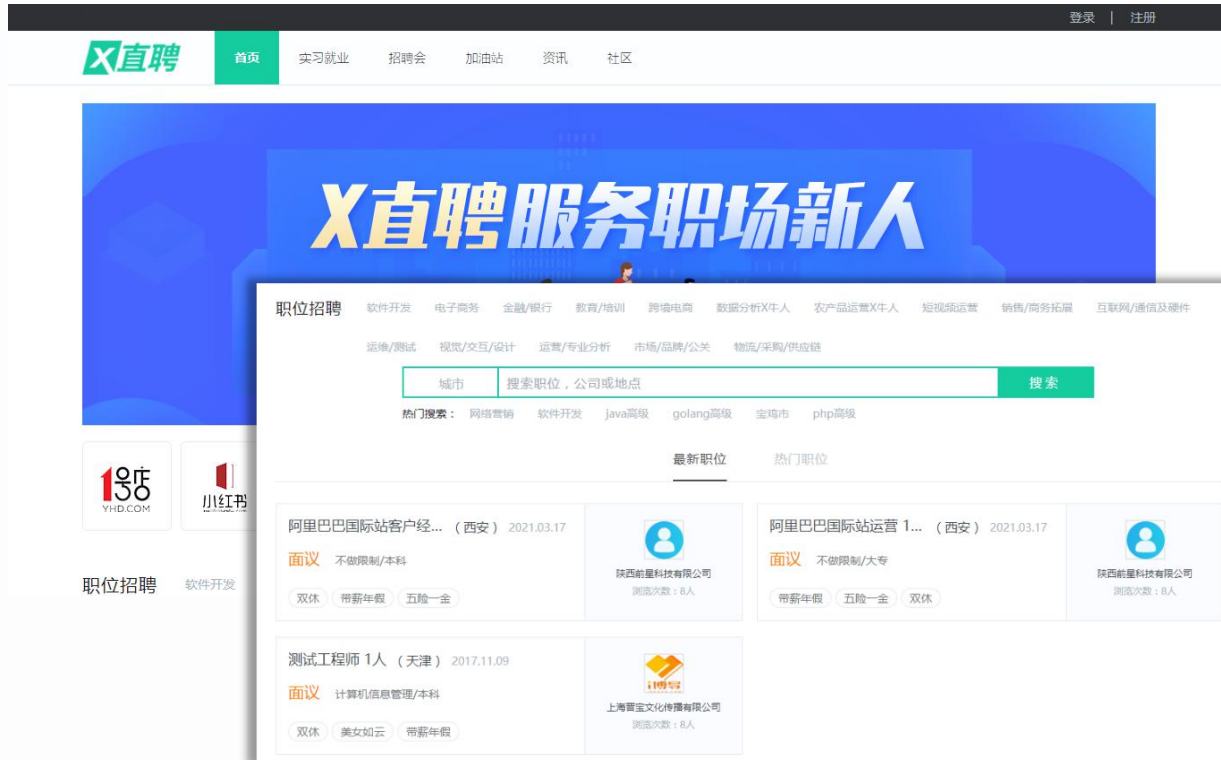 登录 | 注册
X直聘 首页 实习就业 招聘会 加油站 资讯 社区
X直聘服务职场新人
职位招聘 软件开发 电子商务 金融/银行 教育/培训 跨境电商 数据分析X牛人 农产品运营X牛人 短视频运营 销售/商务拓展 互联网/通信及硬件
运维/测试 视觉/交互/设计 运营/专业分析 市场/品牌/公关 物流/采购/供应链
城市 搜索职位，公司或地点 搜索
热门搜索： 网络营销 软件开发 java高级 golang高级 宝鸡市 php高级
最新职位 热门职位
1号店
YHD.COM
小红书
阿里巴巴国际站客户经... （西安） 2021.03.17
面议 不做限制/本科
双休 带薪年假 五险一金
陕西前星科技有限公司
浏览次数：8人
阿里巴巴国际站运营 1... （西安） 2021.03.17
面议 不做限制/大专
带薪年假 五险一金 双休
陕西前星科技有限公司
浏览次数：8人
职位招聘 软件开发
测试工程师 1人 （天津） 2017.11.09
面议 计算机信息管理/本科
双休 美女如云 带薪年假
i博导
上海晋宝文化传播有限公司
浏览次数：8人